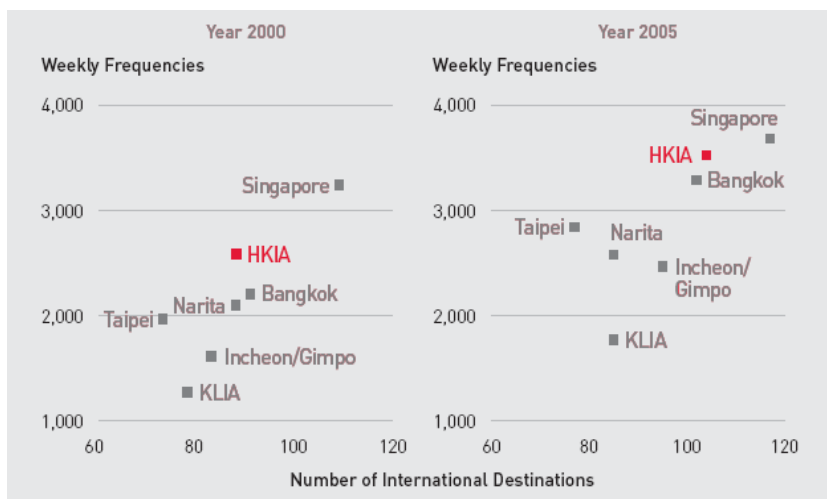 Year 2000
Weekly Frequencies
4,000
Singapore
3,000
HKIA
Bangkok
Narita
Taipei
2,000
Incheon/Gimpo
KLIA
1,000
60 80 100 120
Year 2005
Weekly Frequencies
4,000
Singapore
HKIA
Bangkok
3,000
Taipei
Narita
Incheon/
Gimpo
2,000
KLIA
1,000
60 80 100 120
Number of International Destinations